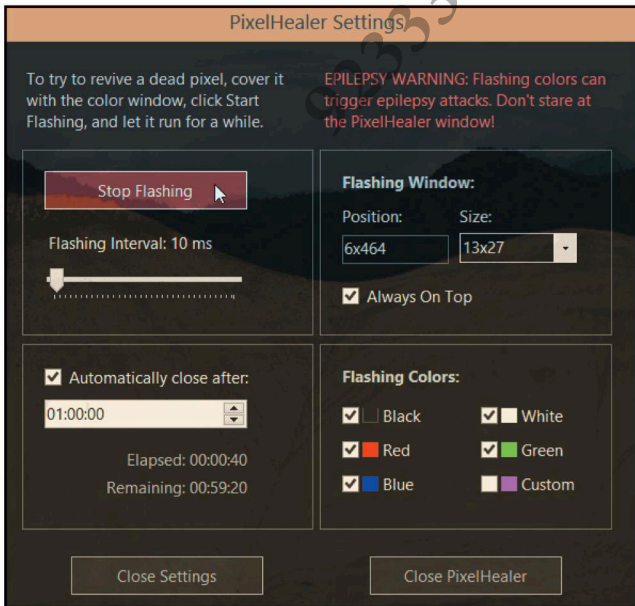 PixelHealer Settings
To try to revive a dead pixel, cover it
with the color window, click Start
Flashing, and let it run for a while.
EPILEPSY WARNING: Flashing colors can
trigger epilepsy attacks. Don't stare at
the PixelHealer window!
Stop Flashing
Flashing Interval: 10 ms
Flashing Window:
Position:
Size:
6x464
13x27
Always On Top
Automatically close after:
01:00:00
Elapsed: 00:00:40
Remaining: 00:59:20
Flashing Colors:
Black
White
Red
Green
Blue
Custom
Close Settings
Close PixelHealer